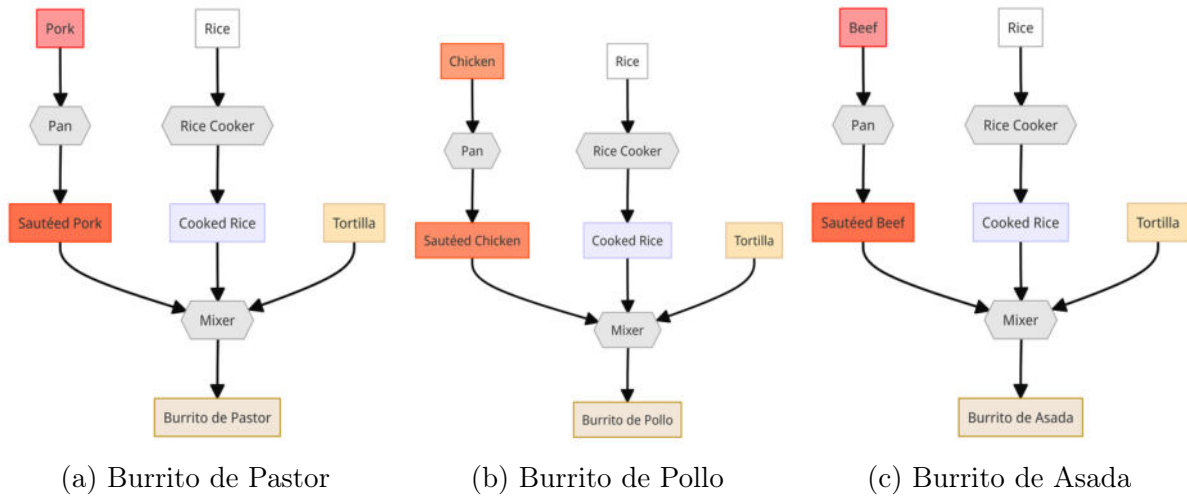 Pork
Rice
Pan
Rice Cooker
Sautéed Pork
Cooked Rice
Tortilla
Mixer
Burrito de Pastor
(a) Burrito de Pastor
Chicken
Rice
Pan
Rice Cooker
Sautéed Chicken
Cooked Rice
Tortilla
Mixer
Burrito de Pollo
(b) Burrito de Pollo
Beef
Rice
Pan
Rice Cooker
Sautéed Beef
Cooked Rice
Tortilla
Mixer
Burrito de Asada
(c) Burrito de Asada